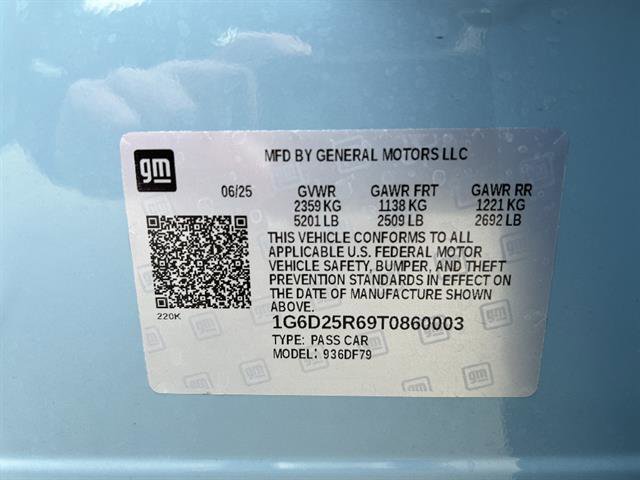 gm
MFD BY GENERAL MOTORS LLC
06/25 GVWR GAWR FRT GAWR RR
2359 KG 1138 KG 1221 KG
5201 LB 2509 LB 2692 LB
THIS VEHICLE CONFORMS TO ALL
APPLICABLE U.S. FEDERAL MOTOR
VEHICLE SAFETY, BUMPER, AND THEFT
PREVENTION STANDARDS IN EFFECT ON
THE DATE OF MANUFACTURE SHOWN
ABOVE.
220K
1G6D25R69T0860003
TYPE: PASS CAR
MODEL: 936DF79